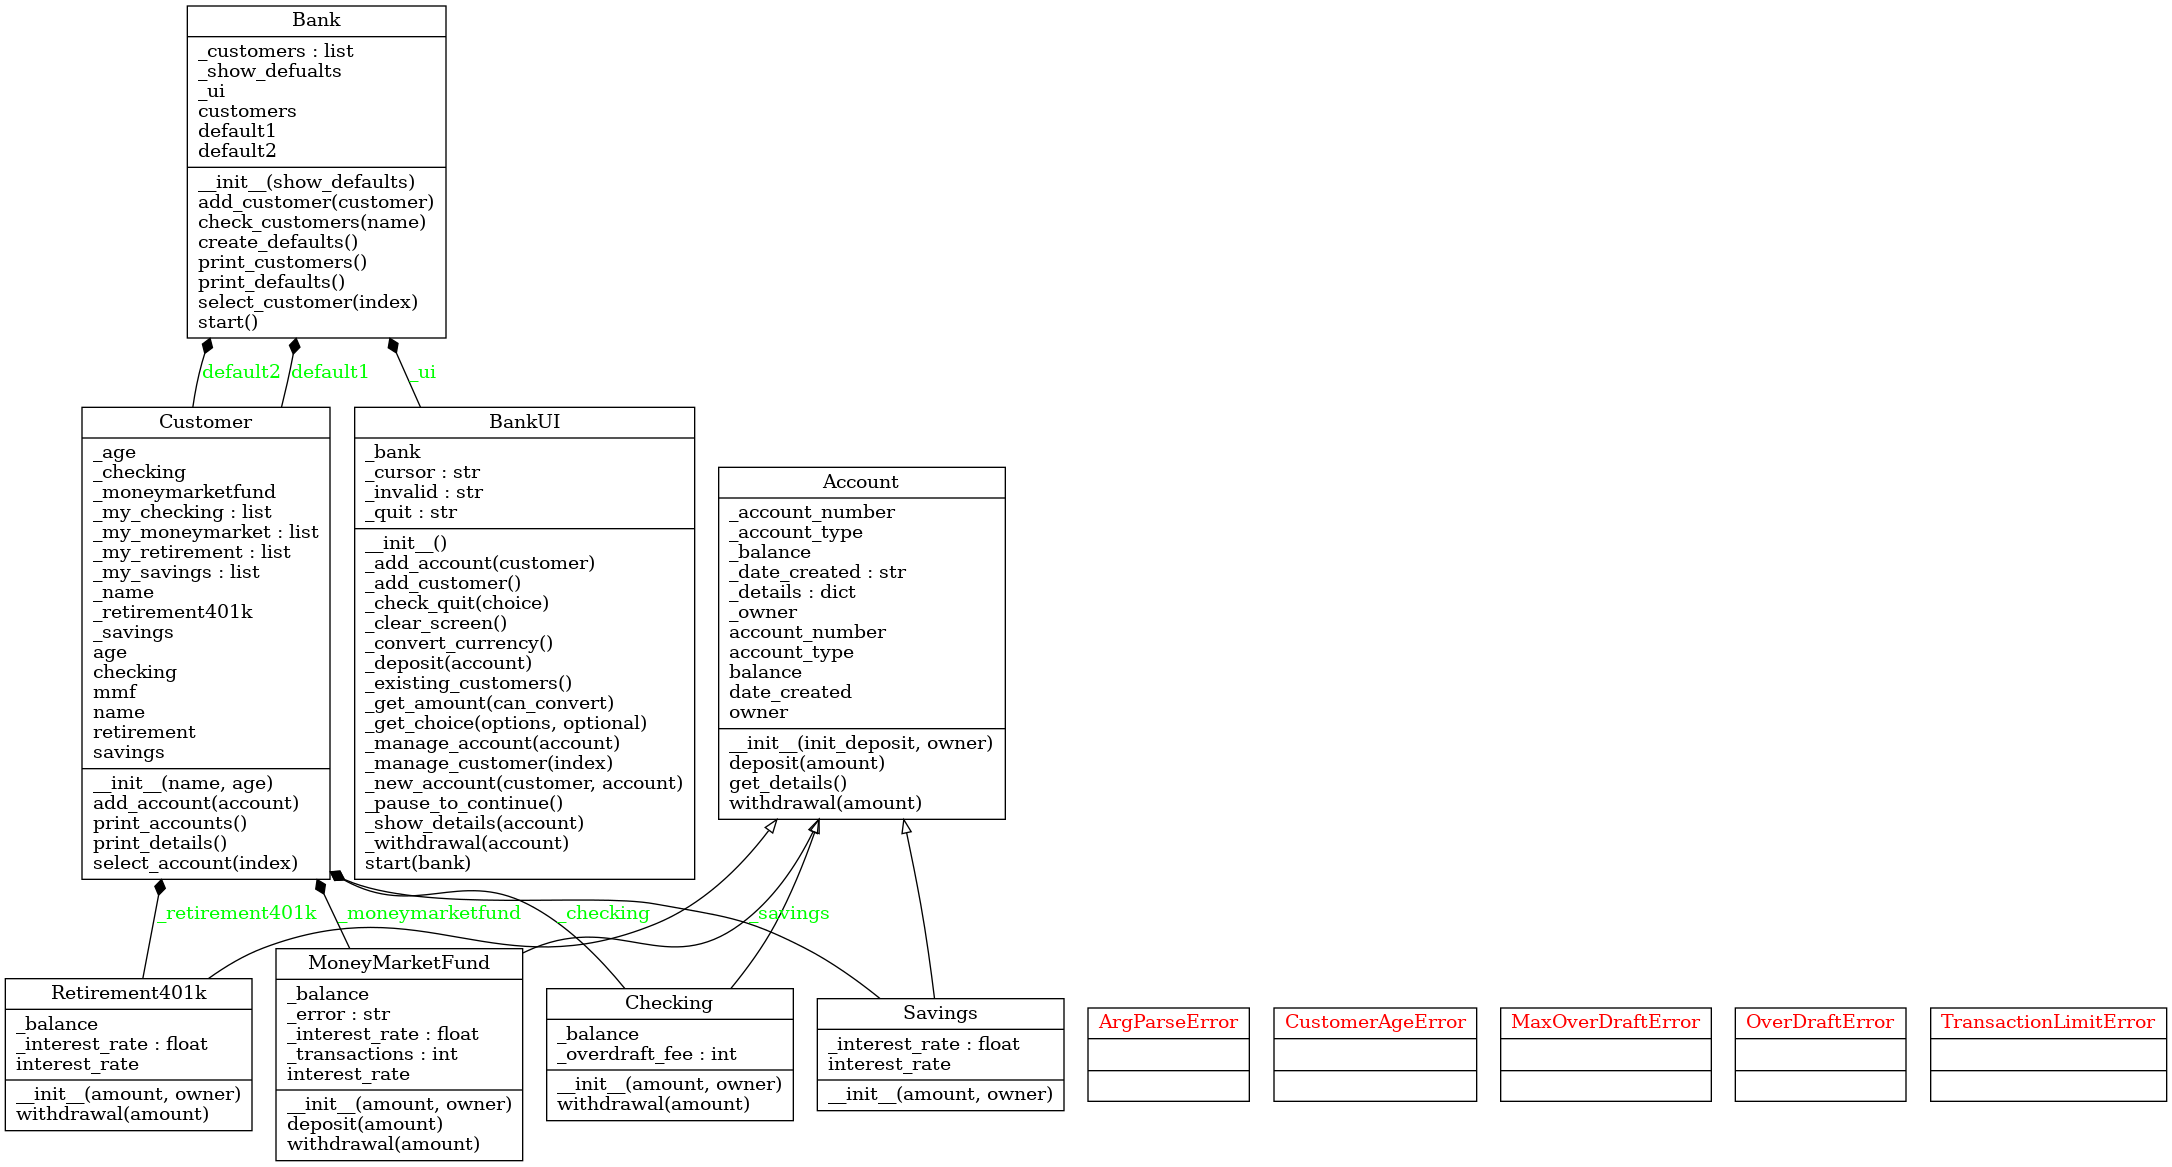 Bank
_customers : list
_show_defualts
_ui
customers
default1
default2
__init__(show_defaults)
add_customer(customer)
check_customers(name)
create_defaults()
print_customers()
print_defaults()
select_customer(index)
start()
default2
default1
_ui
Customer
_age
_checking
_moneymarketfund
_my_checking : list
_my_moneymarket : list
_my_retirement : list
_my_savings : list
_name
_retirement401k
_savings
age
checking
mmf
name
retirement
savings
__init__(name, age)
add_account(account)
print_accounts()
print_details()
select_account(index)
BankUI
_bank
_cursor : str
_invalid : str
_quit : str
__init__()
_add_account(customer)
_add_customer()
_check_quit(choice)
_clear_screen()
_convert_currency()
_deposit(account)
_existing_customers()
_get_amount(can_convert)
_get_choice(options, optional)
_manage_account(account)
_manage_customer(index)
_new_account(customer, account)
_pause_to_continue()
_show_details(account)
_withdrawal(account)
start(bank)
Account
_account_number
_account_type
_balance
_date_created : str
_details : dict
_owner
account_number
account_type
balance
date_created
owner
__init__(init_deposit, owner)
deposit(amount)
get_details()
withdrawal(amount)
_retirement401k
_moneymarketfund
_checking
_savings
Retirement401k
_balance
_interest_rate : float
interest_rate
__init__(amount, owner)
withdrawal(amount)
MoneyMarketFund
_balance
_error : str
_interest_rate : float
_transactions : int
interest_rate
__init__(amount, owner)
deposit(amount)
withdrawal(amount)
Checking
_balance
_overdraft_fee : int
__init__(amount, owner)
withdrawal(amount)
Savings
_interest_rate : float
interest_rate
__init__(amount, owner)
ArgParseError
CustomerAgeError
MaxOverDraftError
OverDraftError
TransactionLimitError